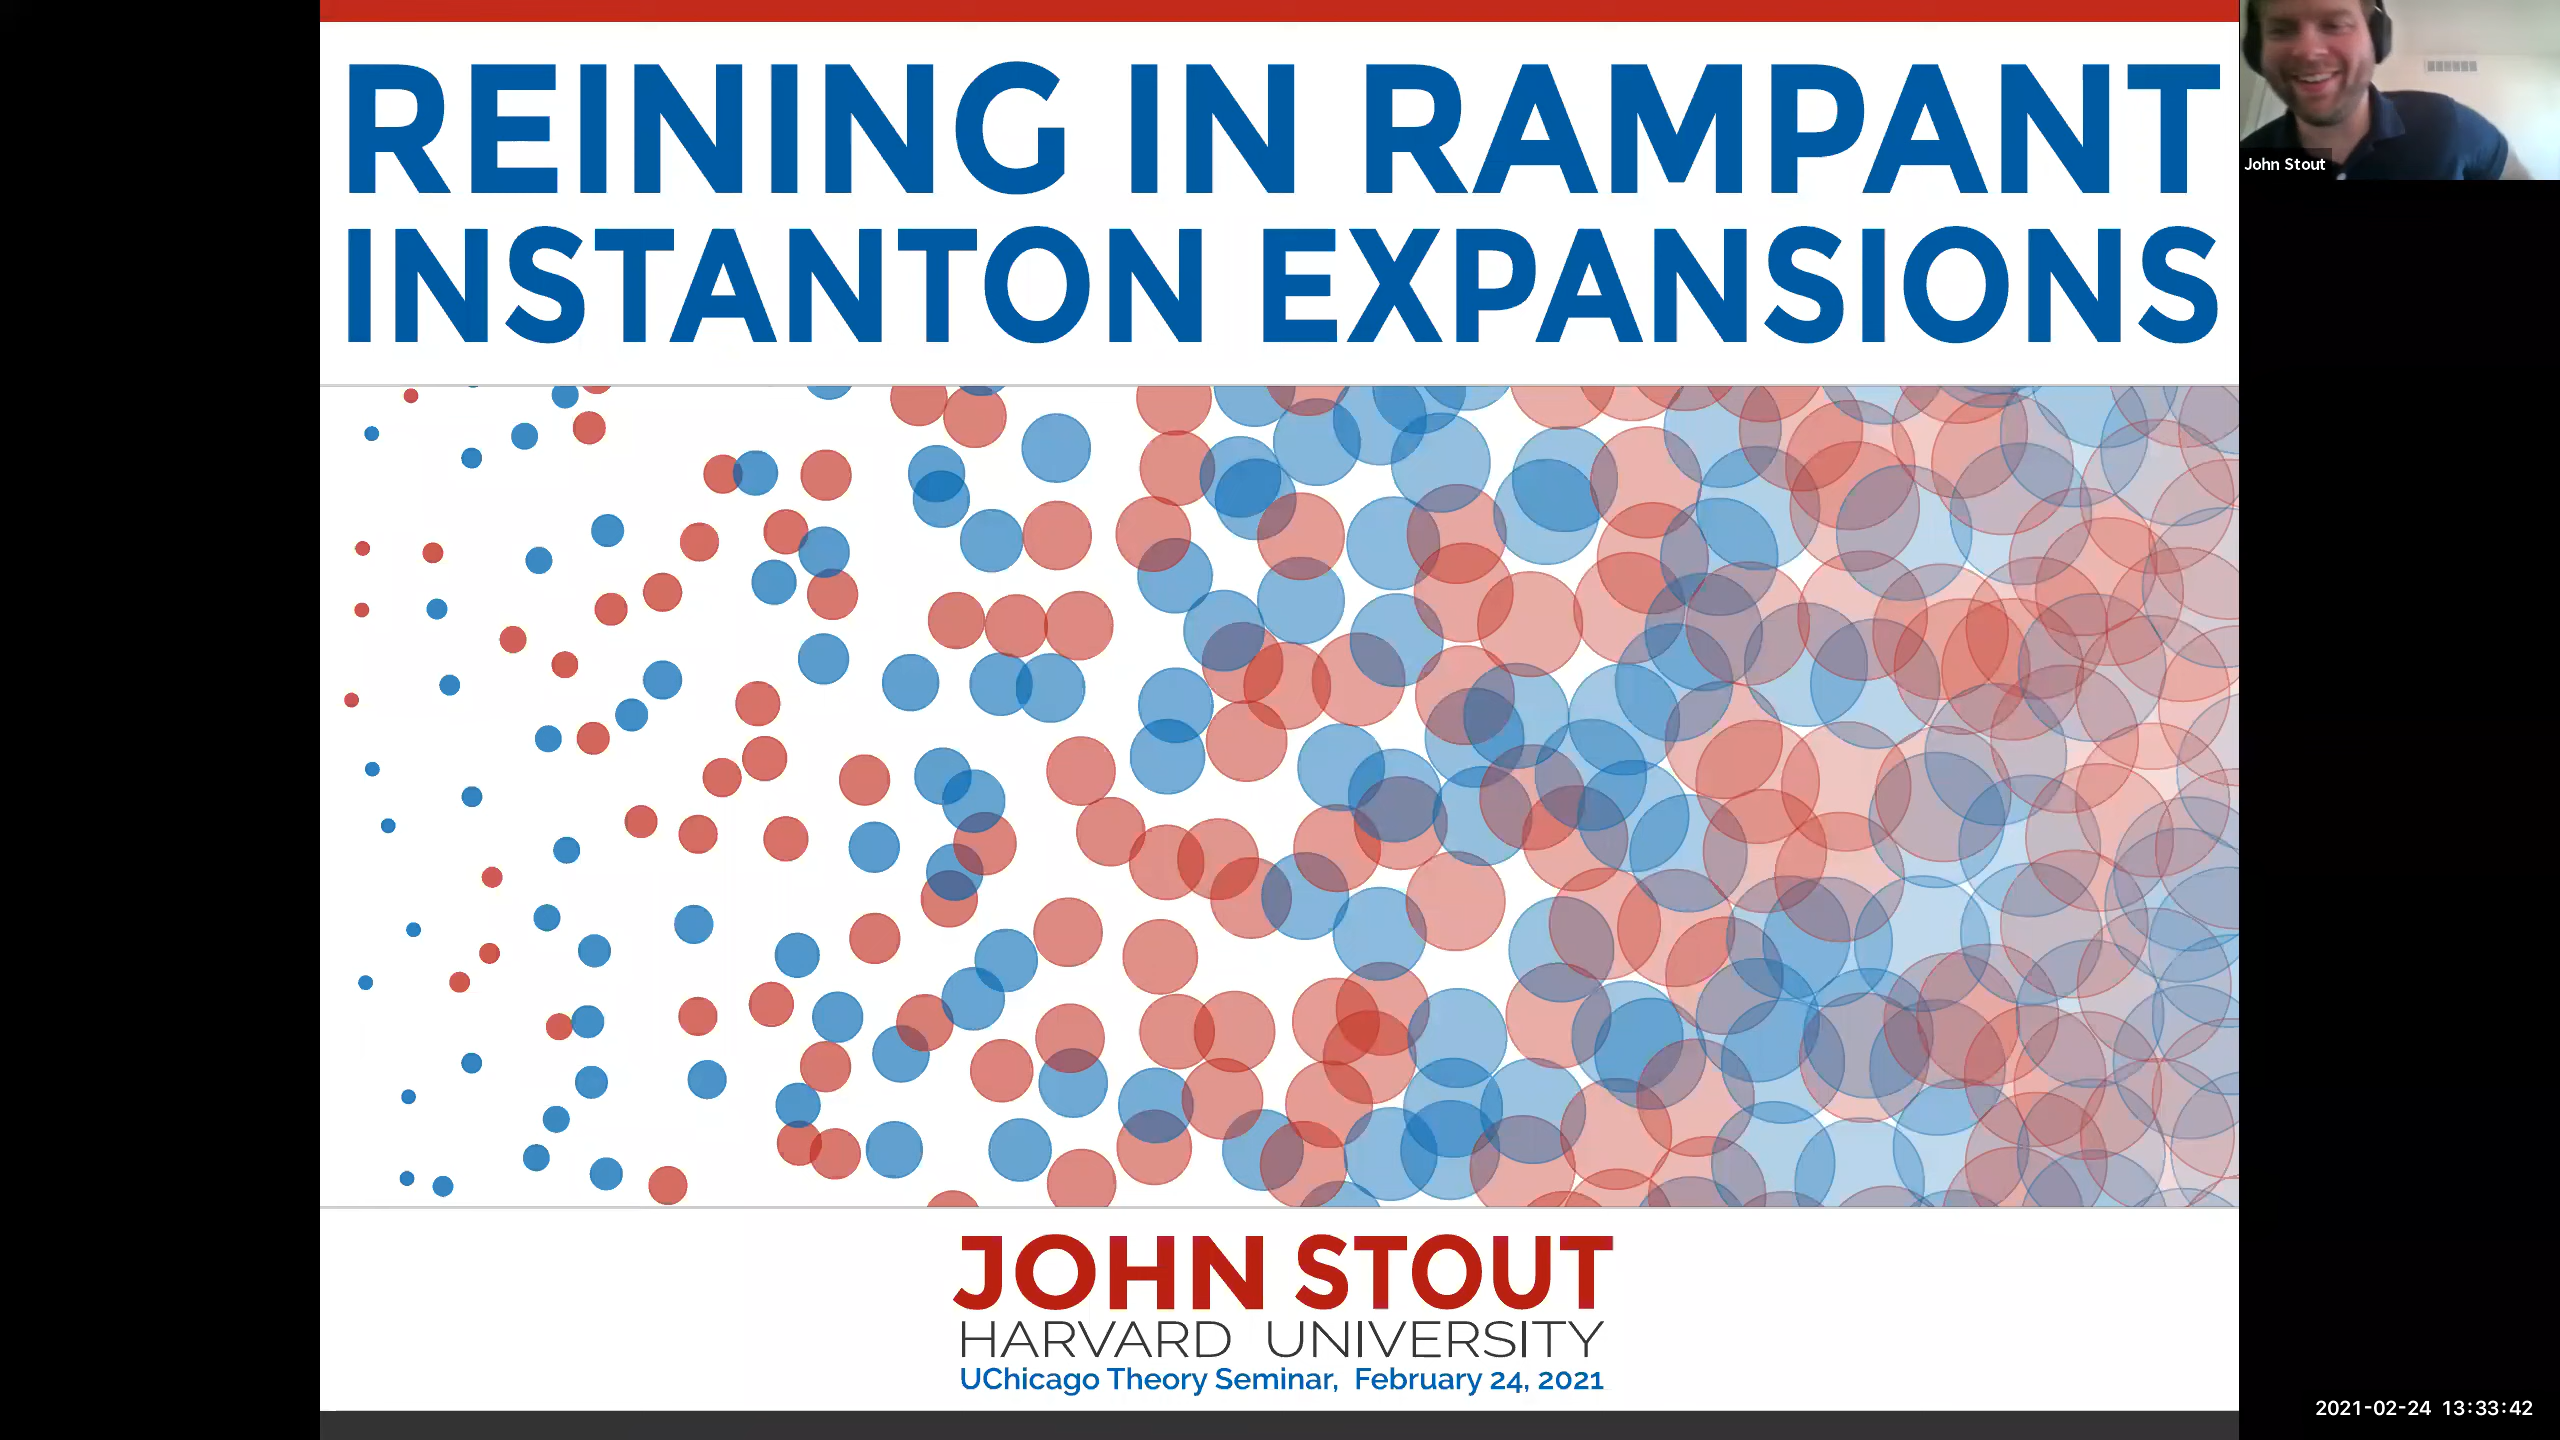 REINING IN RAMPANT
INSTANTON EXPANSIONS
John Stout
JOHN STOUT
HARVARD UNIVERSITY
UChicago Theory Seminar, February 24, 2021
2021-02-24 13:33:42